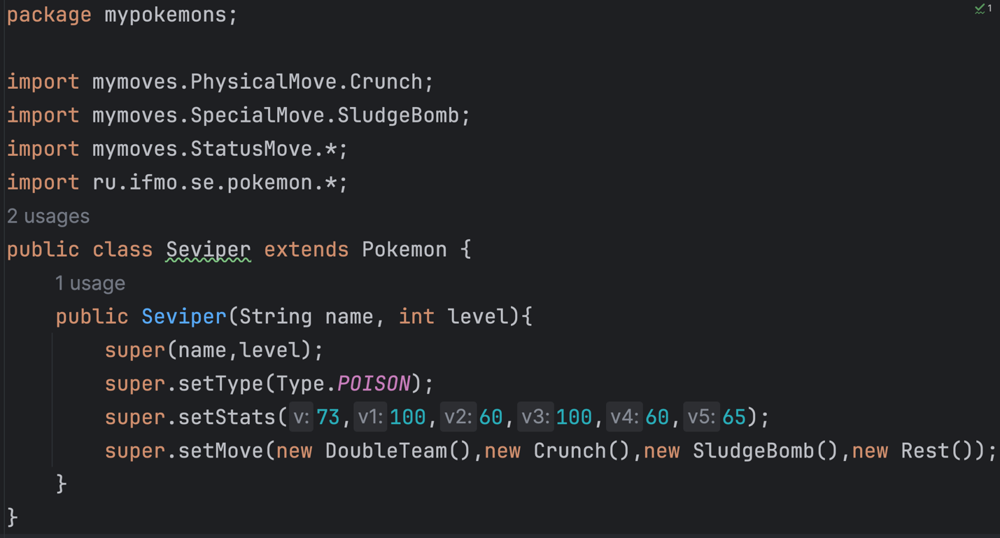 package mypokemons;
1
import mymoves.PhysicalMove.Crunch;
import mymoves.SpecialMove.SludgeBomb;
import mymoves.StatusMove.*;
import ru.ifmo.se.pokemon.*;
2 usages
public class Seviper extends Pokemon {
1 usage
public Seviper(String name, int level){
super(name,level);
super.setType(Type.POISON);
super.setStats( v: 73, v1: 100, v2: 60, v3: 100, v4: 60, v5: 65);
super.setMove(new DoubleTeam(),new Crunch(),new SludgeBomb(),new Rest());
}
}